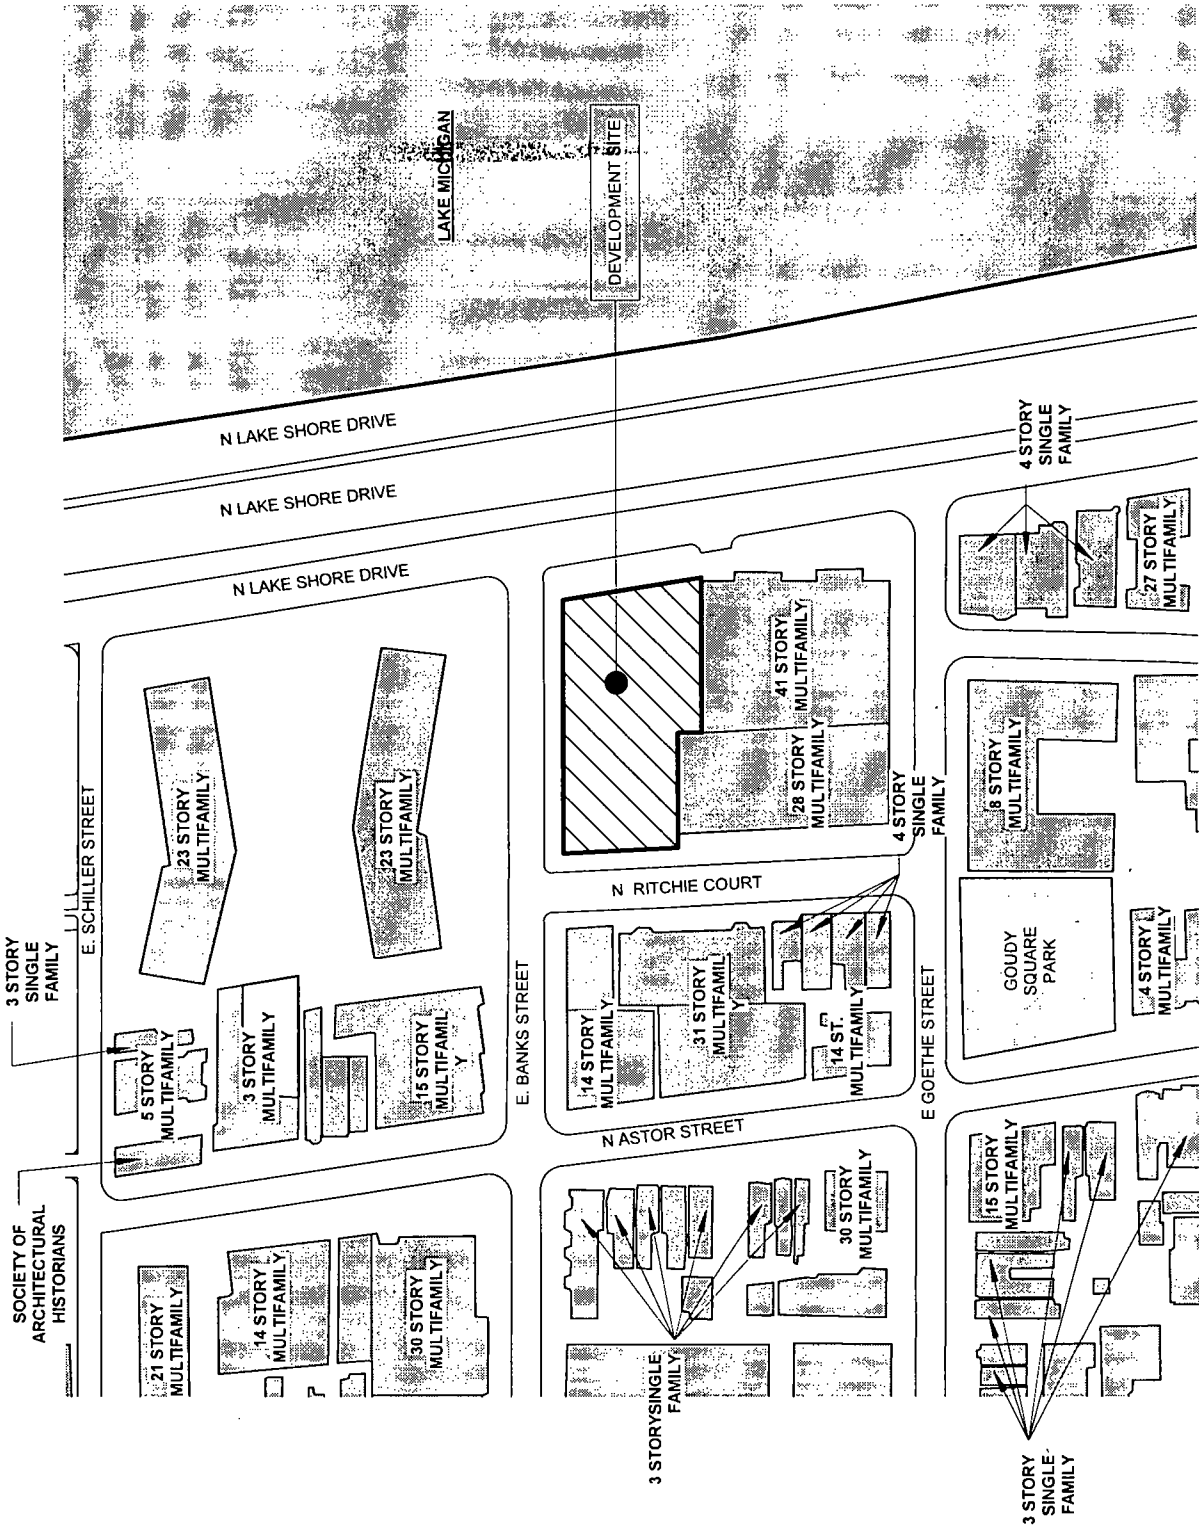 LAKE MICHIGAN
DEVELOPMENT SITE
N LAKE SHORE DRIVE
N LAKE SHORE DRIVE
N LAKE SHORE DRIVE
E. SCHILLER STREET
E. BANKS STREET
E GOETHE STREET
N RITCHIE COURT
N ASTOR STREET
23 STORY
MULTIFAMILY
23 STORY
MULTIFAMILY
3 STORY
SINGLE
FAMILY
5 STORY
MULTIFAMILY
3 STORY
MULTIFAMILY
15 STORY
MULTIFAMIL
Y
SOCIETY OF
ARCHITECTURAL
HISTORIANS
21 STORY
MULTIFAMILY
14 STORY
MULTIFAMILY
30 STORY
MULTIFAMILY
41 STORY
MULTIFAMILY
28 STORY
MULTIFAMILY
4 STORY
SINGLE
FAMILY
14 STORY
MULTIFAMILY
31 STORY
MULTIFAMIL
Y
14 ST.
MULTIFAMILY
30 STORY
MULTIFAMILY
3 STORYSINGLE
FAMILY
4 STORY
SINGLE
FAMILY
27 STORY
MULTIFAMILY
8 STORY
MULTIFAMILY
GOUDY
SQUARE
PARK
4 STORY
MULTIFAMILY
15 STORY
MULTIFAMILY
3 STORY
SINGLE
FAMILY